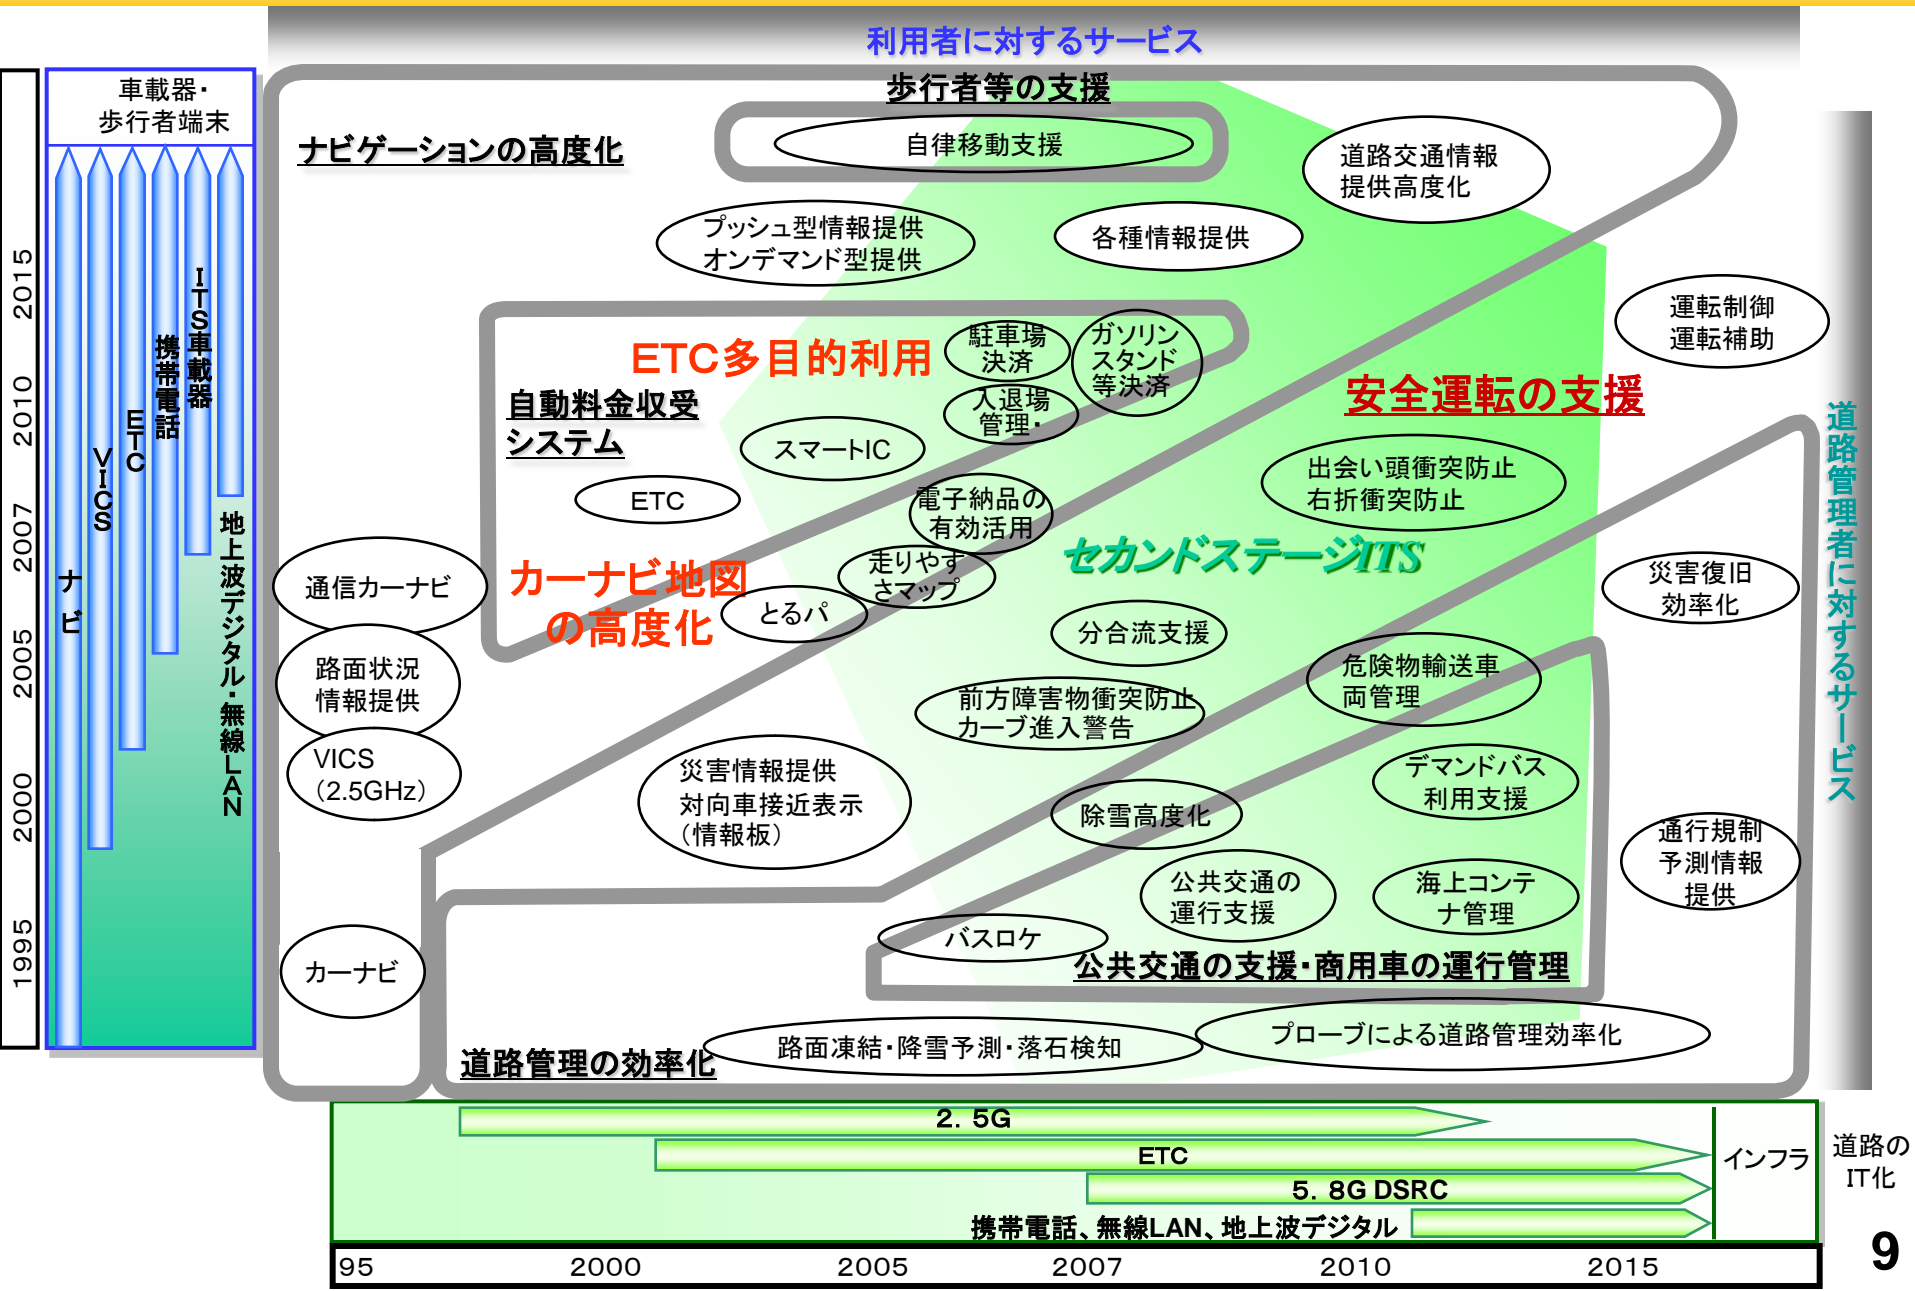 利用者に対するサービス
車載器・
歩行者端末
歩行者等の支援
自律移動支援
ナビゲーションの高度化
道路交通情報
提供高度化
プッシュ型情報提供
オンデマンド型提供
各種情報提供
運転制御
運転補助
ETC多目的利用
駐車場
決済
ガソリン
スタンド
等決済
入退場
管理・
自動料金収受
システム
スマートIC
ETC
安全運転の支援
出会い頭衝突防止
右折衝突防止
電子納品の
有効活用
セカンドステージITS
走りやす
さマップ
カーナビ地図
の高度化
とるパ
通信カーナビ
路面状況
情報提供
VICS
(2.5GHz)
カーナビ
分合流支援
災害復旧
効率化
危険物輸送車
両管理
前方障害物衝突防止
カーブ進入警告
災害情報提供
対向車接近表示
(情報板)
除雪高度化
デマンドバス
利用支援
通行規制
予測情報
提供
公共交通の
運行支援
海上コンテ
ナ管理
バスロケ
公共交通の支援・商用車の運行管理
道路管理の効率化
路面凍結・降雪予測・落石検知
プローブによる道路管理効率化
道路管理者に対するサービス
2015
2010
2007
2005
2000
1995
ナビ
VICS
ETC
携帯電話
ITS車載器
地上波デジタル・無線LAN
2．5G
ETC
5．8G DSRC
携帯電話、無線LAN、地上波デジタル
インフラ
道路の
IT化
95
2000
2005
2007
2010
2015
9